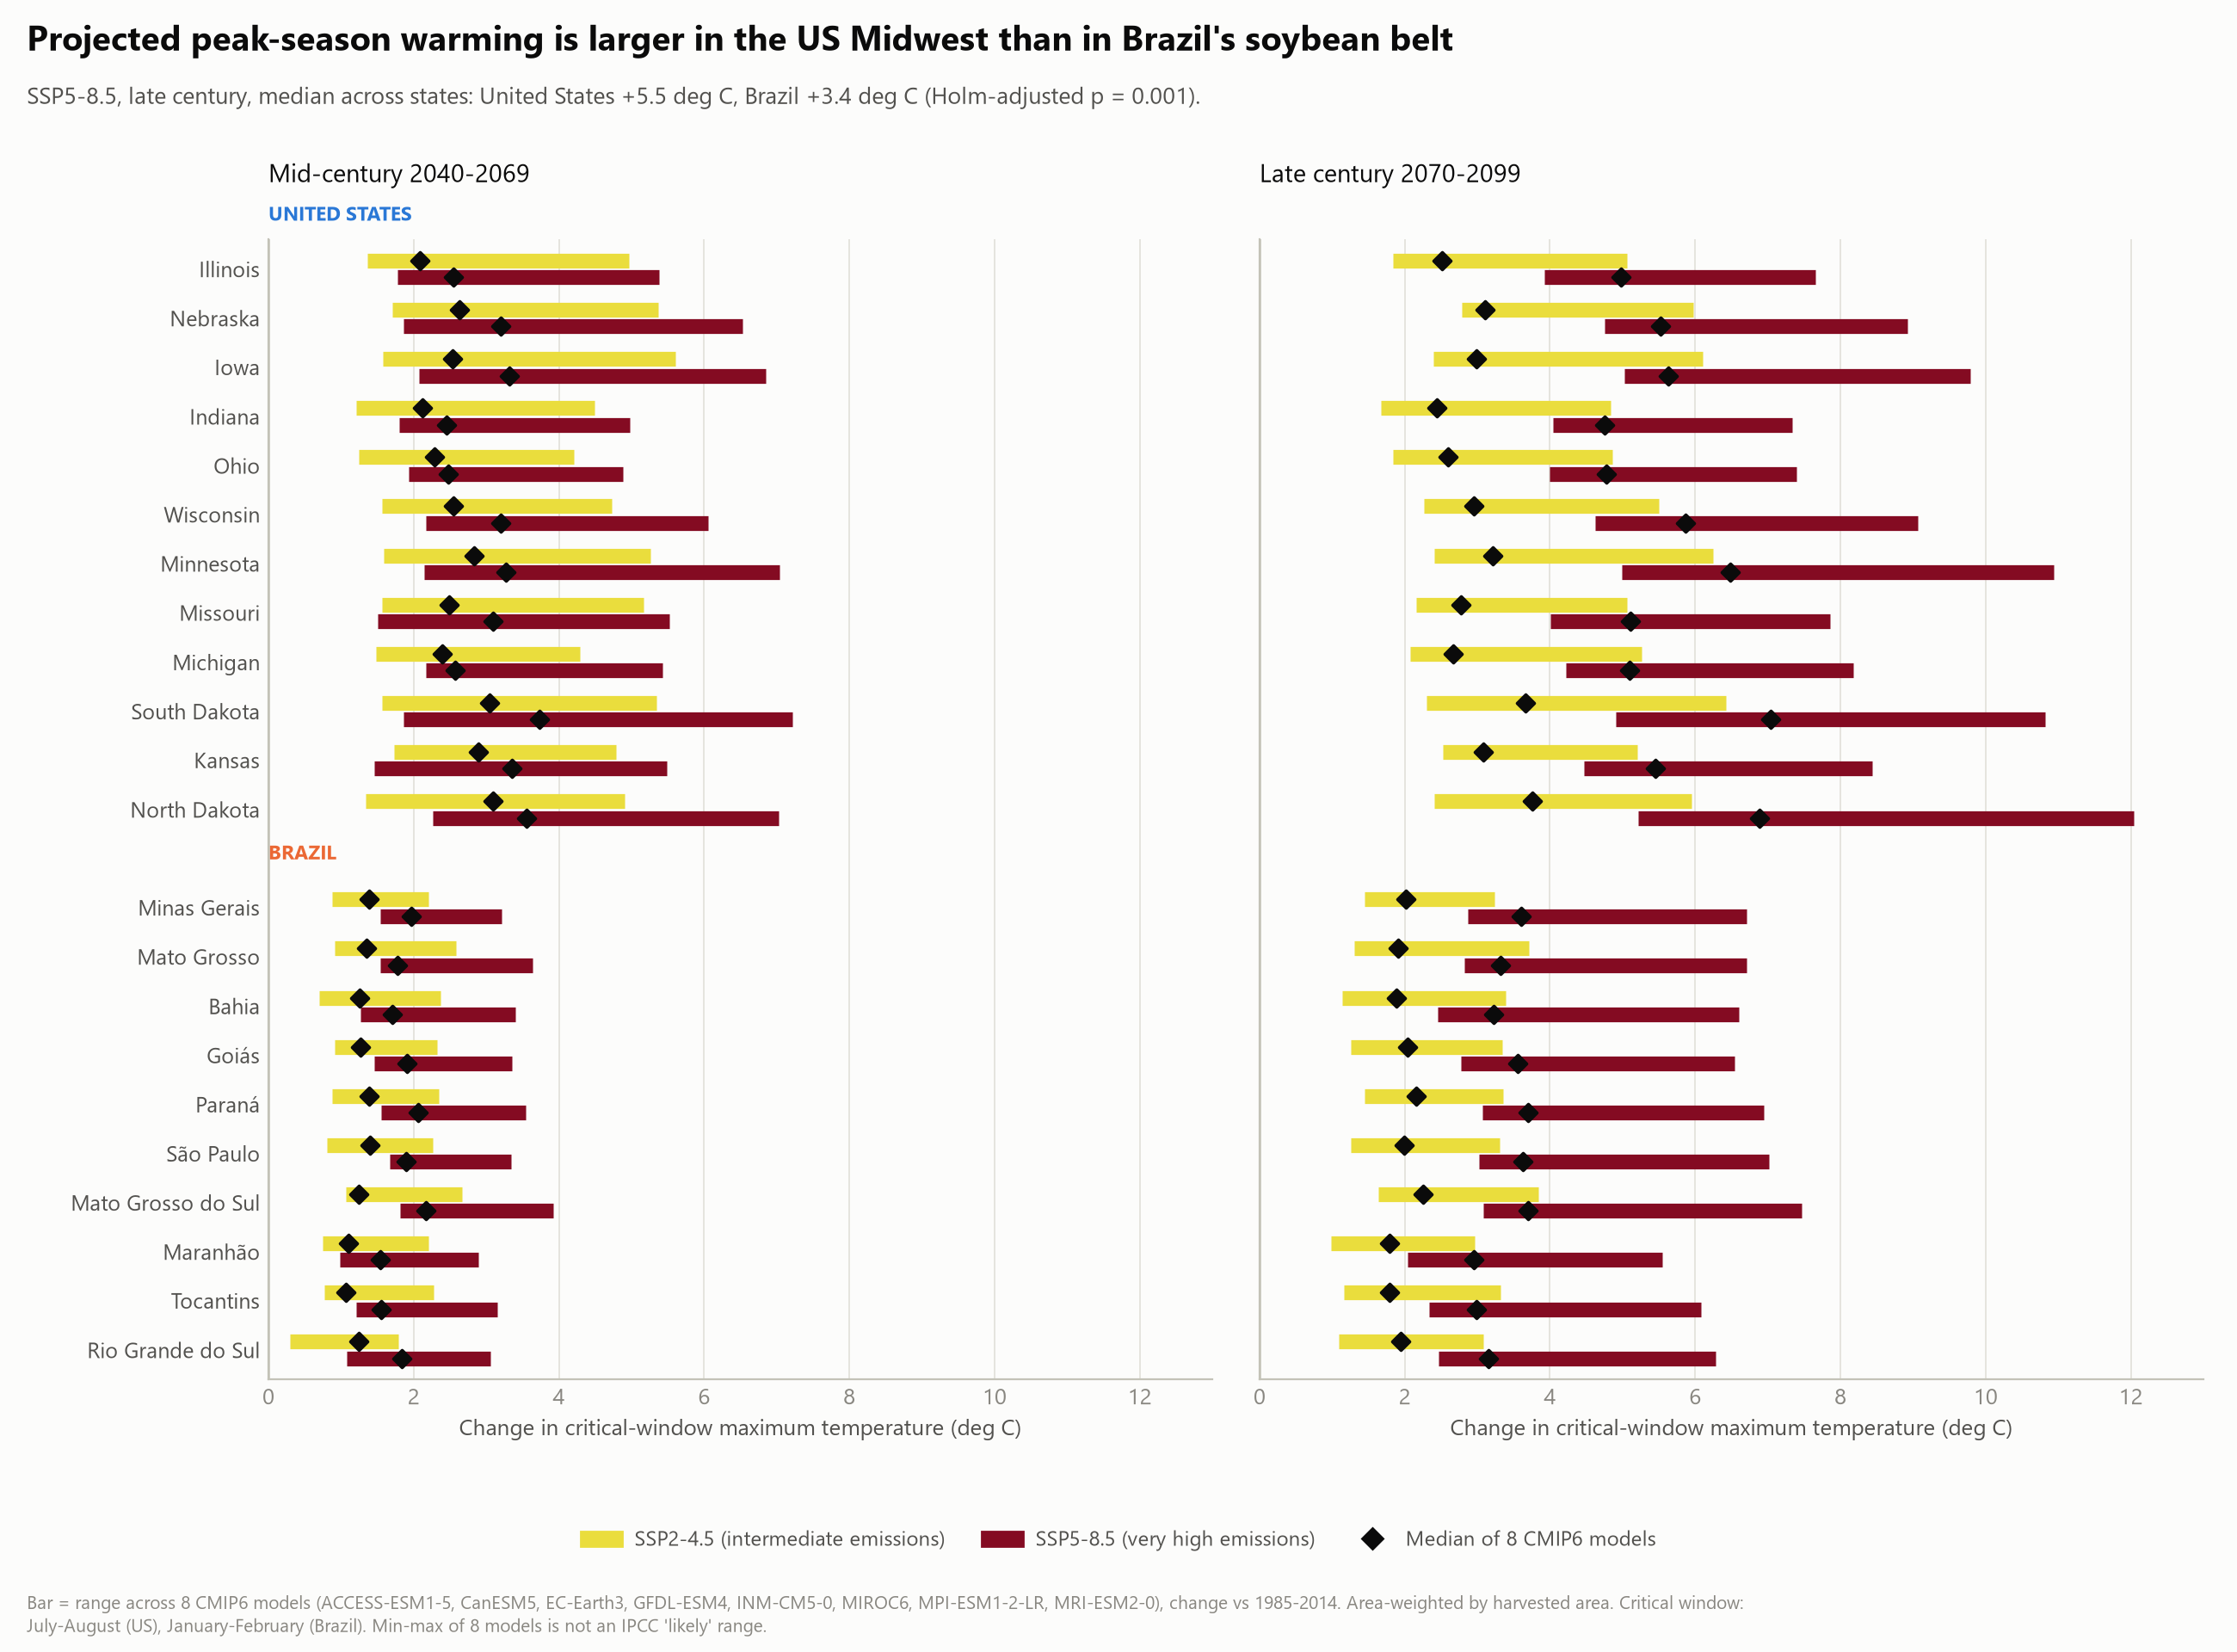 Projected peak-season warming is larger in the US Midwest than in Brazil's soybean belt
SSP5-8.5, late century, median across states: United States +5.5 deg C, Brazil +3.4 deg C (Holm-adjusted p = 0.001).
Mid-century 2040-2069
Late century 2070-2099
UNITED STATES
Illinois
Nebraska
Iowa
Indiana
Ohio
Wisconsin
Minnesota
Missouri
Michigan
South Dakota
Kansas
North Dakota
BRAZIL
Minas Gerais
Mato Grosso
Bahia
Goiás
Paraná
São Paulo
Mato Grosso do Sul
Maranhão
Tocantins
Rio Grande do Sul
0 2 4 6 8 10 12
0 2 4 6 8 10 12
Change in critical-window maximum temperature (deg C)
Change in critical-window maximum temperature (deg C)
SSP2-4.5 (intermediate emissions)
SSP5-8.5 (very high emissions)
Median of 8 CMIP6 models
Bar = range across 8 CMIP6 models (ACCESS-ESM1-5, CanESM5, EC-Earth3, GFDL-ESM4, INM-CM5-0, MIROC6, MPI-ESM1-2-LR, MRI-ESM2-0), change vs 1985-2014. Area-weighted by harvested area. Critical window:
July-August (US), January-February (Brazil). Min-max of 8 models is not an IPCC 'likely' range.